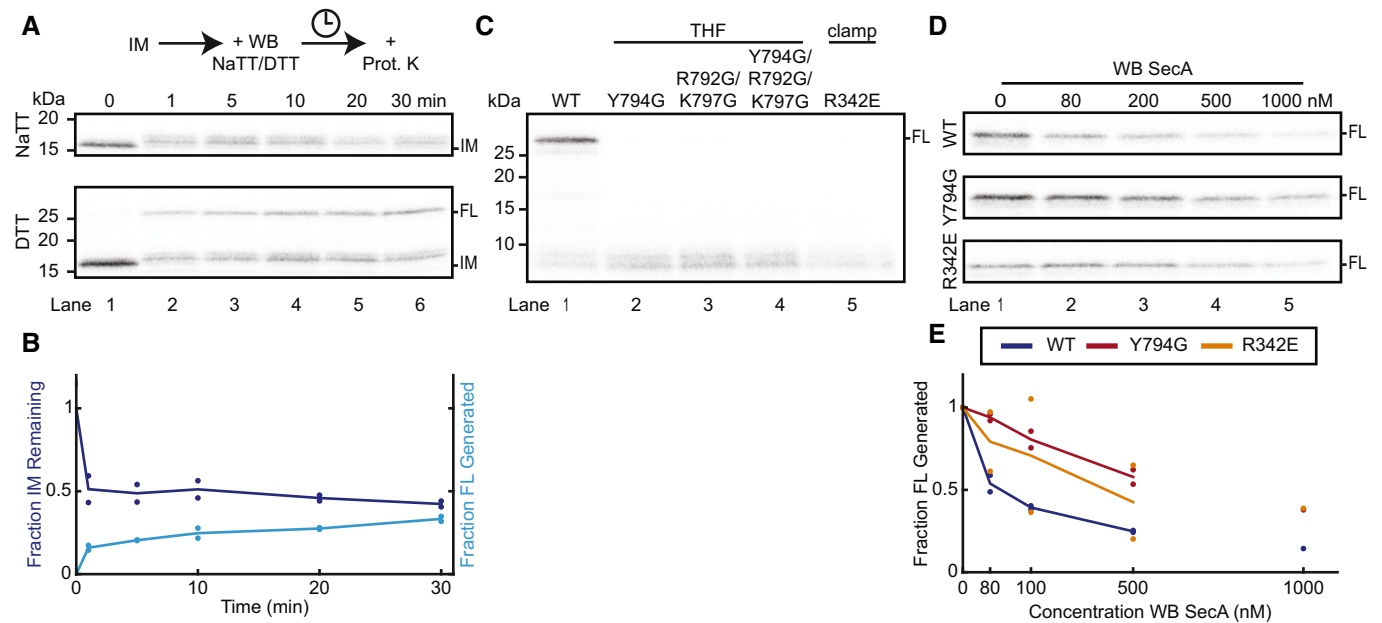 A
IM + WB +
NaTT/DTT Prot. K
kDa 0 1 5 10 20 30 min
NaTT
20
15
IM
DTT
25
20
15
FL
IM
Lane 1 2 3 4 5 6
B
Fraction IM Remaining
Fraction FL Generated
1
0.5
0
0 10 20 30
Time (min)
C
THF clamp
Y794G/
R792G/ R792G/
kDa WT Y794G K797G K797G R342E
25
20
15
10
FL
Lane 1 2 3 4 5
D
WB SecA
0 80 200 500 1000 nM
WT FL
Y794G FL
R342E FL
Lane 1 2 3 4 5
E
WT Y794G R342E
Fraction FL Generated
1
0.5
0
0 80 100 500 1000
Concentration WB SecA (nM)